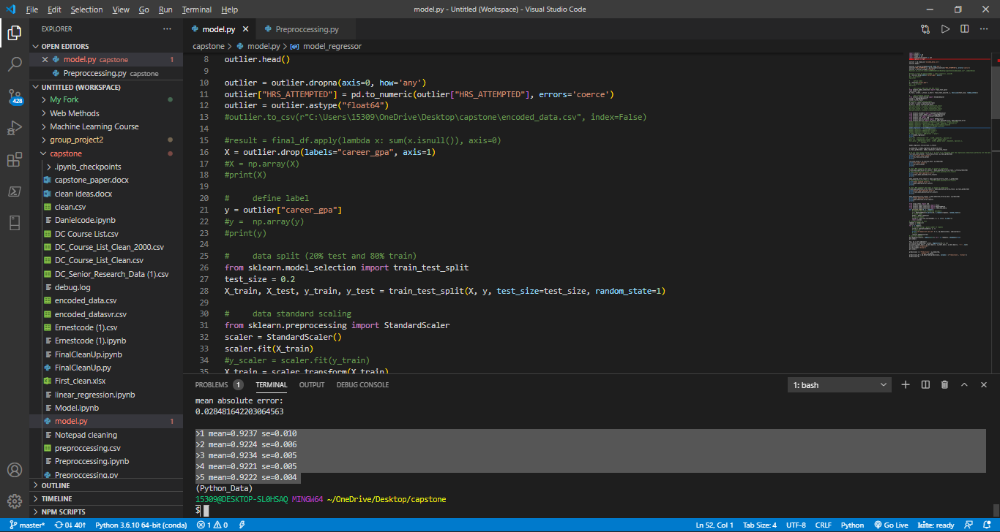 File Edit Selection View Go Run Terminal Help
model.py - Untitled (Workspace) - Visual Studio Code
EXPLORER
OPEN EDITORS
model.py capstone 1
Preproccessing.py capstone
UNTITLED (WORKSPACE)
My Fork
Web Methods
Machine Learning Course
group_project2
capstone
.ipynb_checkpoints
capstone_paper.docx
clean ideas.docx
clean.csv
Danielcode.ipynb
DC Course List.csv
DC_Course_List_Clean_2000.csv
DC_Course_List_Clean.csv
DC_Senior_Research_Data (1).csv
debug.log
encoded_data.csv
encoded_datasvr.csv
Ernestcode (1).csv
Ernestcode (1).ipynb
FinalCleanUp.ipynb
FinalCleanUp.py
First_clean.xlsx
linear_regression.ipynb
Model.ipynb
model.py 1
Notepad cleaning
preproccessing.csv
Preproccessing.ipynb
Preproccessing.py
OUTLINE
TIMELINE
NPM SCRIPTS
428
model.py
Preproccessing.py
capstone > model.py > model_regressor
8 outlier.head()
9
10 outlier = outlier.dropna(axis=0, how='any')
11 outlier["HRS_ATTEMPTED"] = pd.to_numeric(outlier["HRS_ATTEMPTED"], errors='coerce')
12 outlier = outlier.astype("float64")
13 #outlier.to_csv(r"C:\Users\15309\OneDrive\Desktop\capstone\encoded_data.csv", index=False)
14
15 #result = final_df.apply(lambda x: sum(x.isnull()), axis=0)
16 X = outlier.drop(labels="career_gpa", axis=1)
17 #X = np.array(X)
18 #print(X)
19
20 # define label
21 y = outlier["career_gpa"]
22 #y = np.array(y)
23 #print(y)
24
25 # data split (20% test and 80% train)
26 from sklearn.model_selection import train_test_split
27 test_size = 0.2
28 X_train, X_test, y_train, y_test = train_test_split(X, y, test_size=test_size, random_state=1)
29
30 # data standard scaling
31 from sklearn.preprocessing import StandardScaler
32 scaler = StandardScaler()
33 scaler.fit(X_train)
34 #y_scaler = scaler.fit(y_train)
35 X_train = scaler.transform(X_train)
PROBLEMS 1 TERMINAL OUTPUT DEBUG CONSOLE
1: bash
mean absolute error:
0.028481642203064563
>1 mean=0.9237 se=0.010
>2 mean=0.9224 se=0.006
>3 mean=0.9234 se=0.005
>4 mean=0.9221 se=0.005
>5 mean=0.9222 se=0.004
(Python_Data)
15309@DESKTOP-SL0HSAQ MINGW64 ~/OneDrive/Desktop/capstone
$
master* 0↓ 40↑ Python 3.6.10 64-bit (conda) 1 0 Ln 52, Col 1 Tab Size: 4 UTF-8 CRLF Python Go Live kite: ready